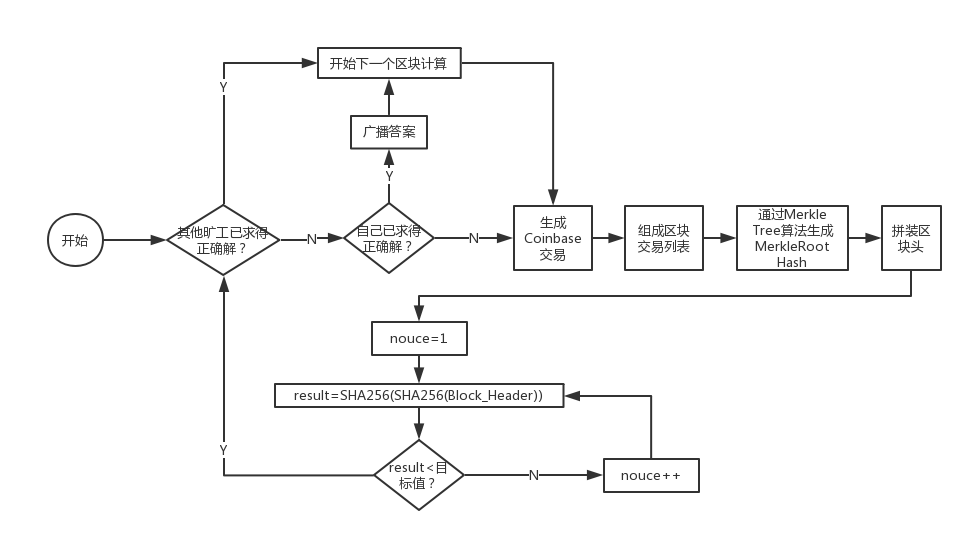 开始下一个区块计算
Y
广播答案
Y
开始
其他旷工已求得
正确解？
N
自己已求得
正确解？
N
生成
Coinbase
交易
组成区块
交易列表
通过Merkle
Tree算法生成
MerkleRoot
Hash
拼装区
块头
nouce=1
result=SHA256(SHA256(Block_Header))
Y
result<目
标值？
N
nouce++